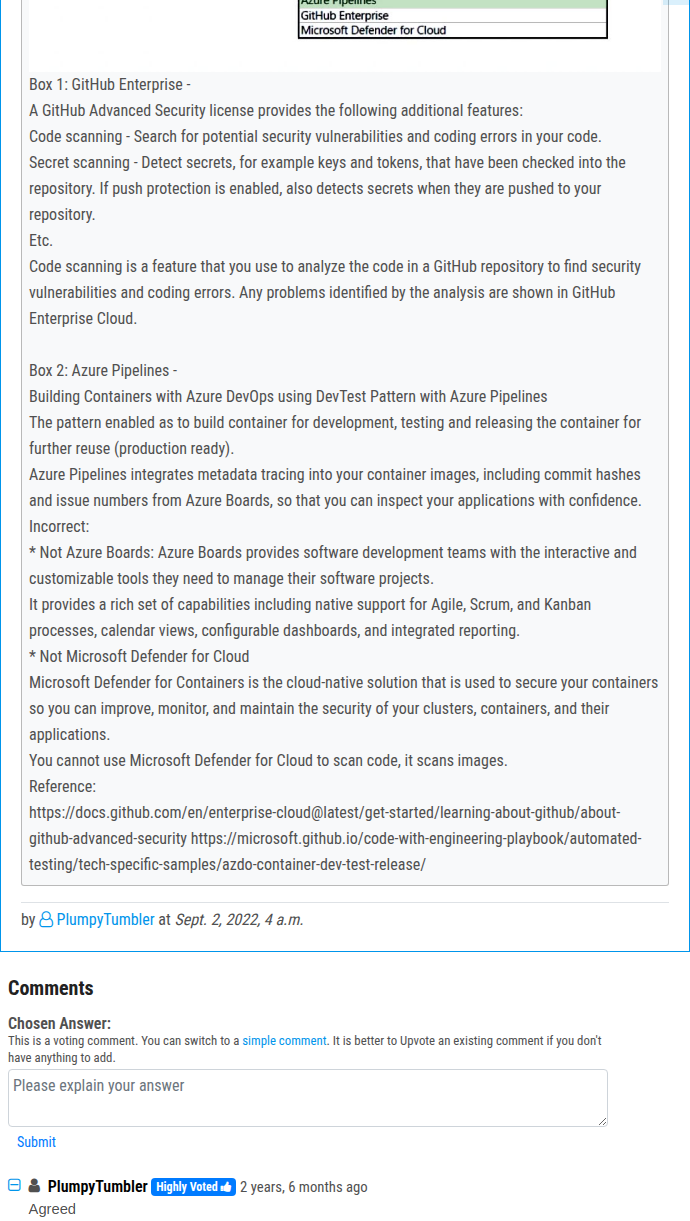 Azure Pipelines
GitHub Enterprise
Microsoft Defender for Cloud
Box 1: GitHub Enterprise -
A GitHub Advanced Security license provides the following additional features:
Code scanning - Search for potential security vulnerabilities and coding errors in your code.
Secret scanning - Detect secrets, for example keys and tokens, that have been checked into the
repository. If push protection is enabled, also detects secrets when they are pushed to your
repository.
Etc.
Code scanning is a feature that you use to analyze the code in a GitHub repository to find security
vulnerabilities and coding errors. Any problems identified by the analysis are shown in GitHub
Enterprise Cloud.
Box 2: Azure Pipelines -
Building Containers with Azure DevOps using DevTest Pattern with Azure Pipelines
The pattern enabled as to build container for development, testing and releasing the container for
further reuse (production ready).
Azure Pipelines integrates metadata tracing into your container images, including commit hashes
and issue numbers from Azure Boards, so that you can inspect your applications with confidence.
Incorrect:
* Not Azure Boards: Azure Boards provides software development teams with the interactive and
customizable tools they need to manage their software projects.
It provides a rich set of capabilities including native support for Agile, Scrum, and Kanban
processes, calendar views, configurable dashboards, and integrated reporting.
* Not Microsoft Defender for Cloud
Microsoft Defender for Containers is the cloud-native solution that is used to secure your containers
so you can improve, monitor, and maintain the security of your clusters, containers, and their
applications.
You cannot use Microsoft Defender for Cloud to scan code, it scans images.
Reference:
https://docs.github.com/en/enterprise-cloud@latest/get-started/learning-about-github/about-
github-advanced-security https://microsoft.github.io/code-with-engineering-playbook/automated-
testing/tech-specific-samples/azdo-container-dev-test-release/
by PlumpyTumbler at Sept. 2, 2022, 4 a.m.
Comments
Chosen Answer:
This is a voting comment. You can switch to a simple comment. It is better to Upvote an existing comment if you don't
have anything to add.
Please explain your answer
Submit
PlumpyTumbler Highly Voted 2 years, 6 months ago
Agreed